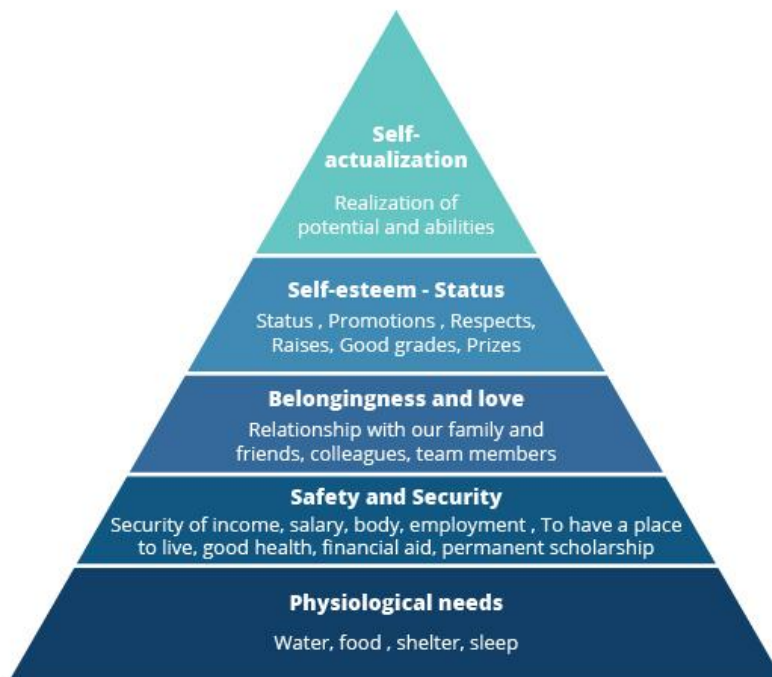 Self-
actualization
Realization of
potential and abilities
Self-esteem - Status
Status , Promotions , Respects,
Raises, Good grades, Prizes
Belongingness and love
Relationship with our family and
friends, colleagues, team members
Safety and Security
Security of income, salary, body, employment , To have a place
to live, good health, financial aid, permanent scholarship
Physiological needs
Water, food , shelter, sleep